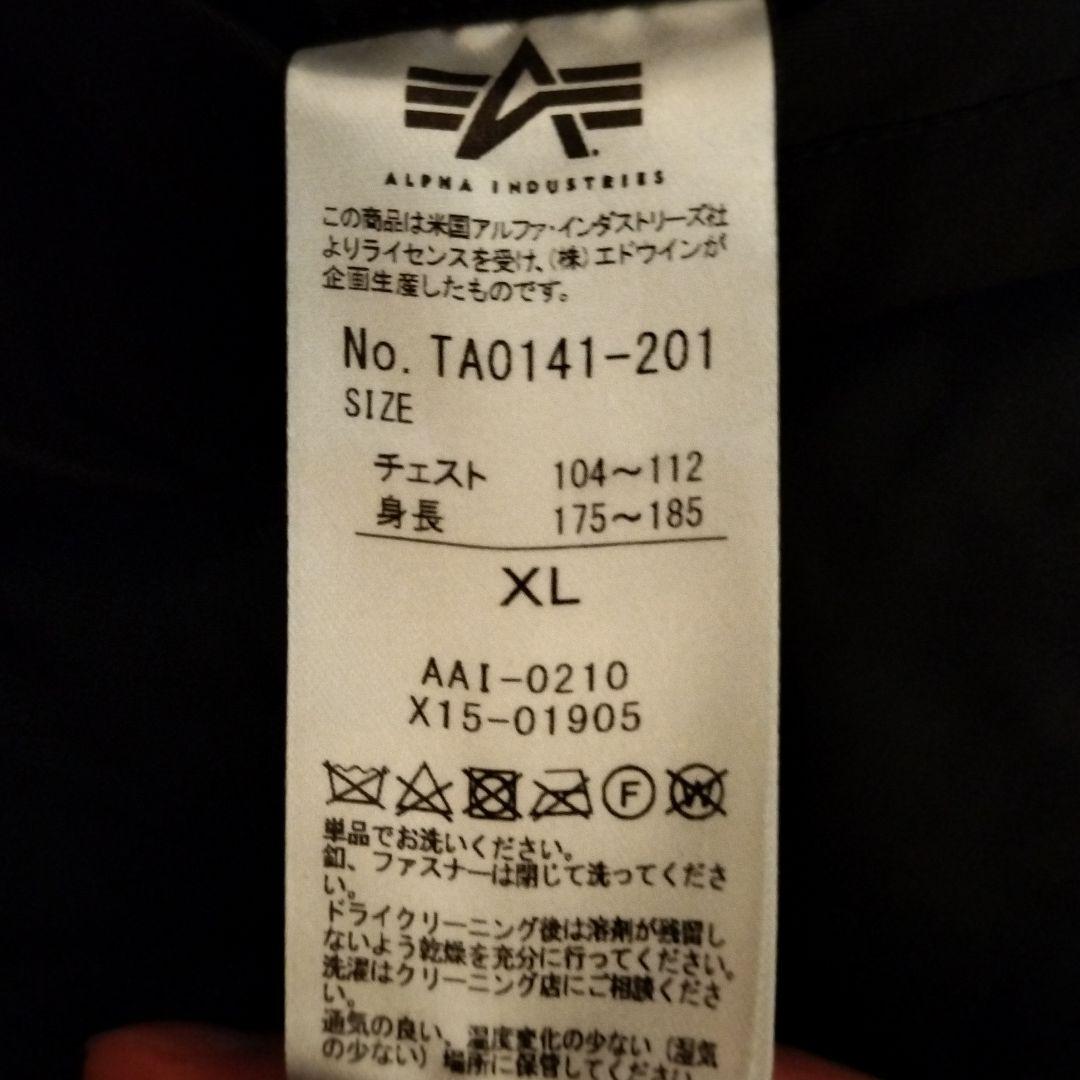 ALPHA INDUSTRIES
この商品は米国アルファ・インダストリーズ社
よりライセンスを受け、(株)エドウインが
企画生産したものです。
No. TA0141-201
SIZE
チェスト 104〜112
身長 175〜185
XL
AAI-0210
X15-01905
F W
単品でお洗いください。
釦、ファスナーは閉じて洗ってくださ
い。
ドライクリーニング後は溶剤が残留し
ないよう乾燥を充分に行ってください。
洗濯はクリーニング店にご相談くださ
い。
通気の良い、温度変化の少ない(湿気
の少ない)場所に保管してください。